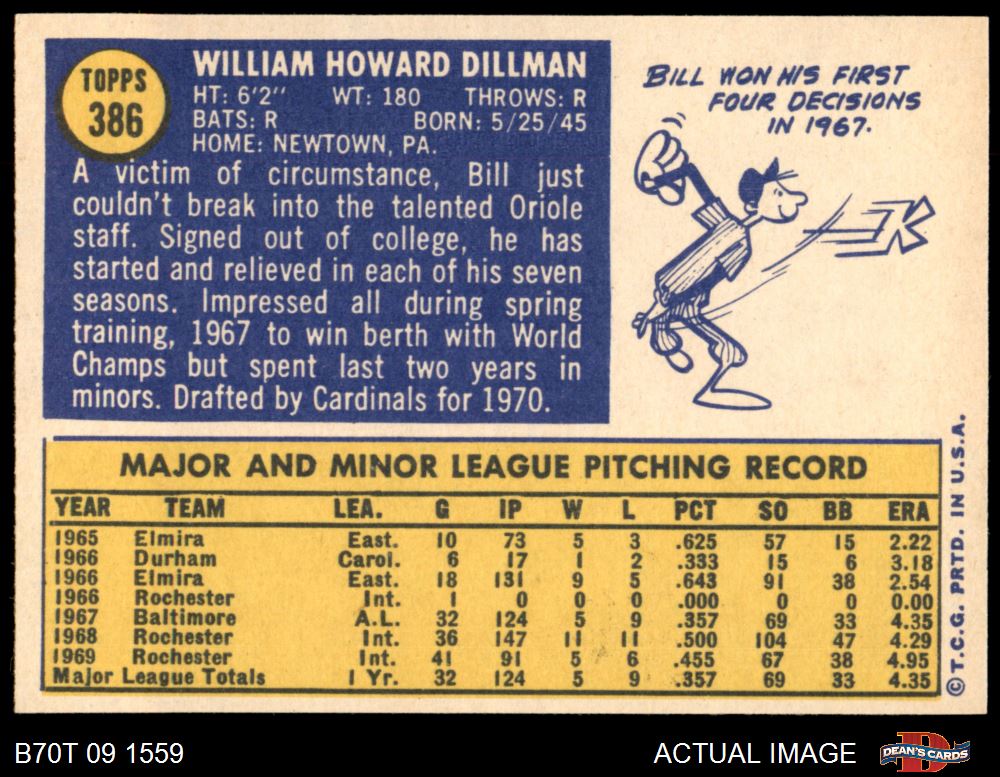 TOPPS
386
WILLIAM HOWARD DILLMAN
HT: 6'2" WT: 180 THROWS: R
BATS: R BORN: 5/25/45
HOME: NEWTOWN, PA.
A victim of circumstance, Bill just
couldn't break into the talented Oriole
staff. Signed out of college, he has
started and relieved in each of his seven
seasons. Impressed all during spring
training, 1967 to win berth with World
Champs but spent last two years in
minors. Drafted by Cardinals for 1970.
BILL WON HIS FIRST
FOUR DECISIONS
IN 1967.
K
MAJOR AND MINOR LEAGUE PITCHING RECORD
YEAR TEAM LEA. G IP W L PCT SO BB ERA
1965 Elmira East. 10 73 5 3 .625 57 15 2.22
1966 Durham Carol. 6 17 1 2 .333 15 6 3.18
1966 Elmira East. 18 131 9 5 .643 91 38 2.54
1966 Rochester Int. 1 0 0 0 .000 0 0 0.00
1967 Baltimore A.L. 32 124 5 9 .357 69 33 4.35
1968 Rochester Int. 36 147 11 11 .500 104 47 4.29
1969 Rochester Int. 41 91 5 6 .455 67 38 4.95
Major League Totals 1 Yr. 32 124 5 9 .357 69 33 4.35
© T.C.G. PRTD. IN U.S.A.
B70T 09 1559
ACTUAL IMAGE
DEAN'S CARDS